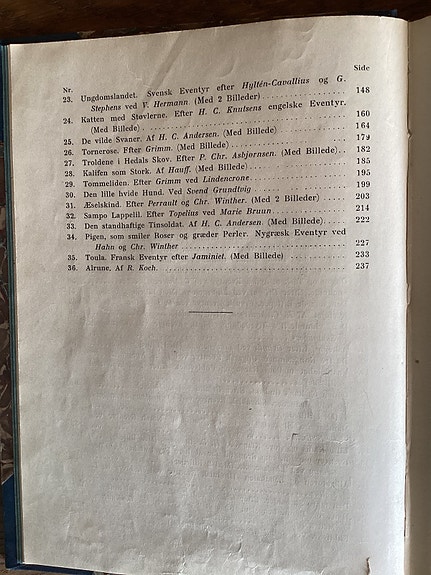 Side
Nr.
23. Ungdomslandet. Svensk Eventyr efter Hyltén-Cavallius og G.
Stephens ved V. Hermann. (Med 2 Billeder) 148
24. Katten med Støvlerne. Efter H. C. Knutsens engelske Eventyr.
(Med Billede) 160
25. De vilde Svaner. Af H. C. Andersen. (Med Billede) 164
26. Tornerose. Efter Grimm. (Med Billede) 179
27. Troldene i Hedals Skov. Efter P. Chr. Asbjørnsen. (Med Billede) 182
28. Kalifen som Stork. Af Hauff. (Med Billede) 185
29. Tommeliden. Efter Grimm ved Lindencrone 195
30. Den lille hvide Hund. Ved Svend Grundtvig 199
31. Æselskind. Efter Perrault og Chr. Winther. (Med 2 Billeder) 203
32. Sampo Lappelil. Efter Topelius ved Marie Bruun 214
33. Den standhaftige Tinsoldat. Af H. C. Andersen. (Med Billede) 222
34. Pigen, som smiler Roser og græder Perler. Nygræsk Eventyr ved
Hahn og Chr. Winther 227
35. Toula. Fransk Eventyr efter Jaminiet. (Med Billede) 233
36. Alrune. Af R. Koch. 237